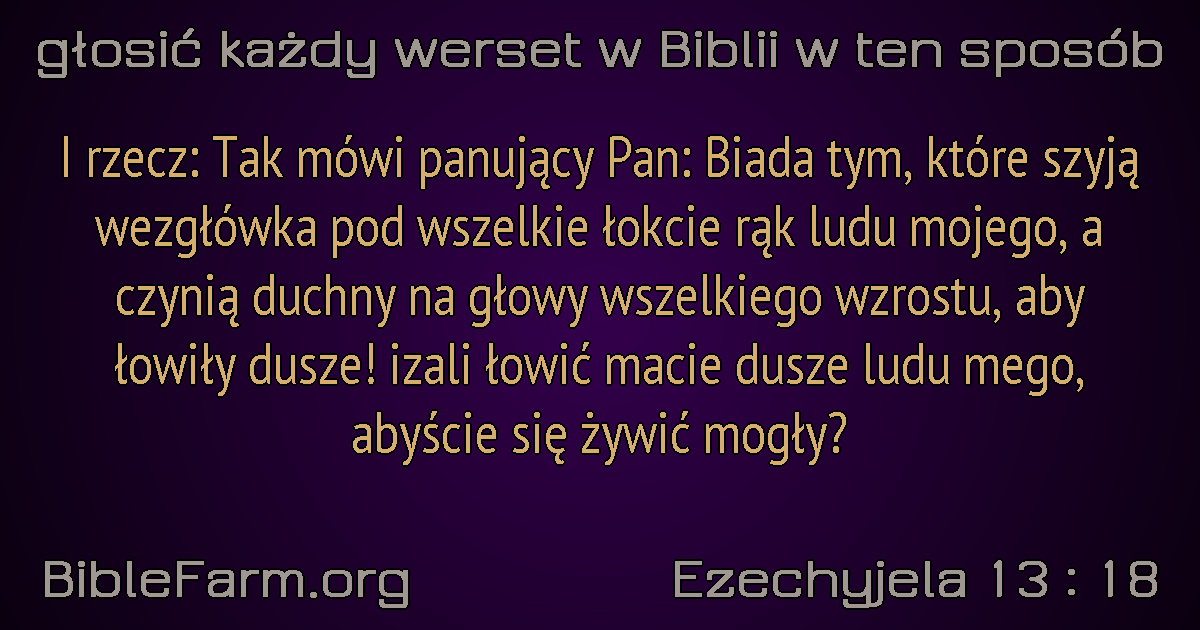 głosić każdy werset w Biblii w ten sposób
I rzecz: Tak mówi panujący Pan: Biada tym, które szyją
wezgłówka pod wszelkie łokcie rąk ludu mojego, a
czynią duchny na głowy wszelkiego wzrostu, aby
łowiły dusze! izali łowić macie dusze ludu mego,
abyście się żywić mogły?
BibleFarm.org
Ezechyjela 13 : 18